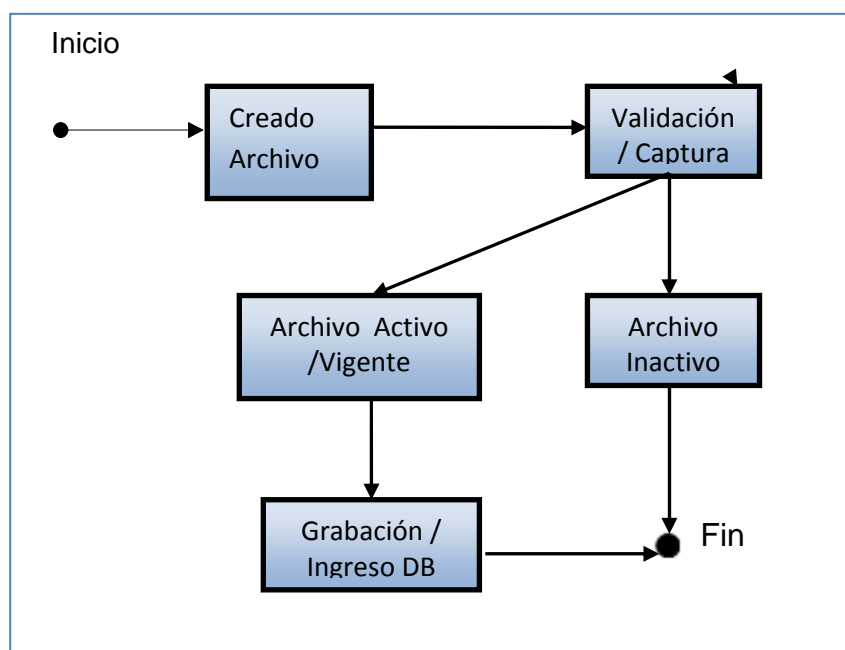 Inicio
Creado
Archivo
Validación
/ Captura
Archivo Activo
/Vigente
Archivo
Inactivo
Grabación /
Ingreso DB
Fin